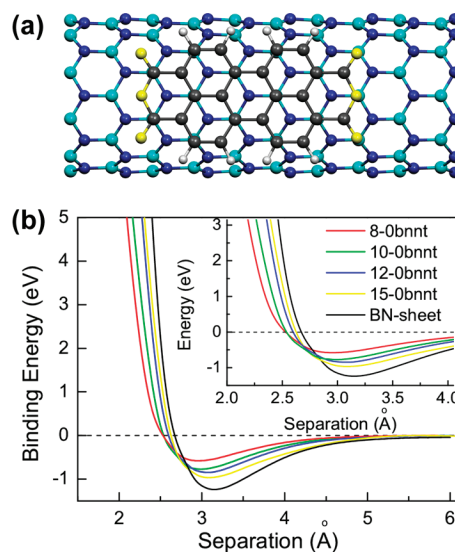 (a)
(b)
Binding Energy (eV)
5
4
3
2
1
0
-1
2
3
4
5
6
Separation (Å)
Energy (eV)
3
2
1
0
-1
2.0
2.5
3.0
3.5
4.0
Separation (Å)
8-0bnnt
10-0bnnt
12-0bnnt
15-0bnnt
BN-sheet